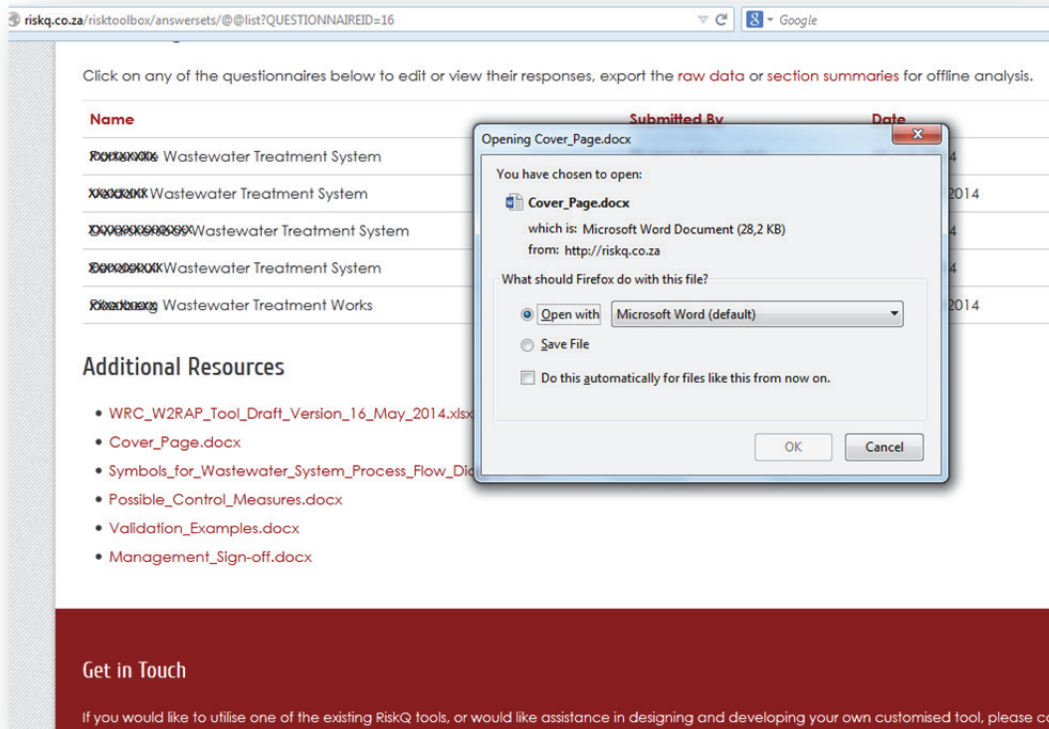 riskq.co.za/risktoolbox/answersets/@@list?QUESTIONNAIREID=16
Google
Click on any of the questionnaires below to edit or view their responses, export the raw data or section summaries for offline analysis.
Name Submitted By Date
Wastewater Treatment System 4
Wastewater Treatment System 2014
Wastewater Treatment System 4
Wastewater Treatment System 4
Wastewater Treatment Works 2014
Opening Cover_Page.docx
You have chosen to open:
Cover_Page.docx
which is: Microsoft Word Document (28,2 KB)
from: http://riskq.co.za
What should Firefox do with this file?
Open with Microsoft Word (default)
Save File
Do this automatically for files like this from now on.
OK Cancel
Additional Resources
• WRC_W2RAP_Tool_Draft_Version_16_May_2014.xlsx
• Cover_Page.docx
• Symbols_for_Wastewater_System_Process_Flow_Dia
• Possible_Control_Measures.docx
• Validation_Examples.docx
• Management_Sign-off.docx
Get in Touch
If you would like to utilise one of the existing RiskQ tools, or would like assistance in designing and developing your own customised tool, please co